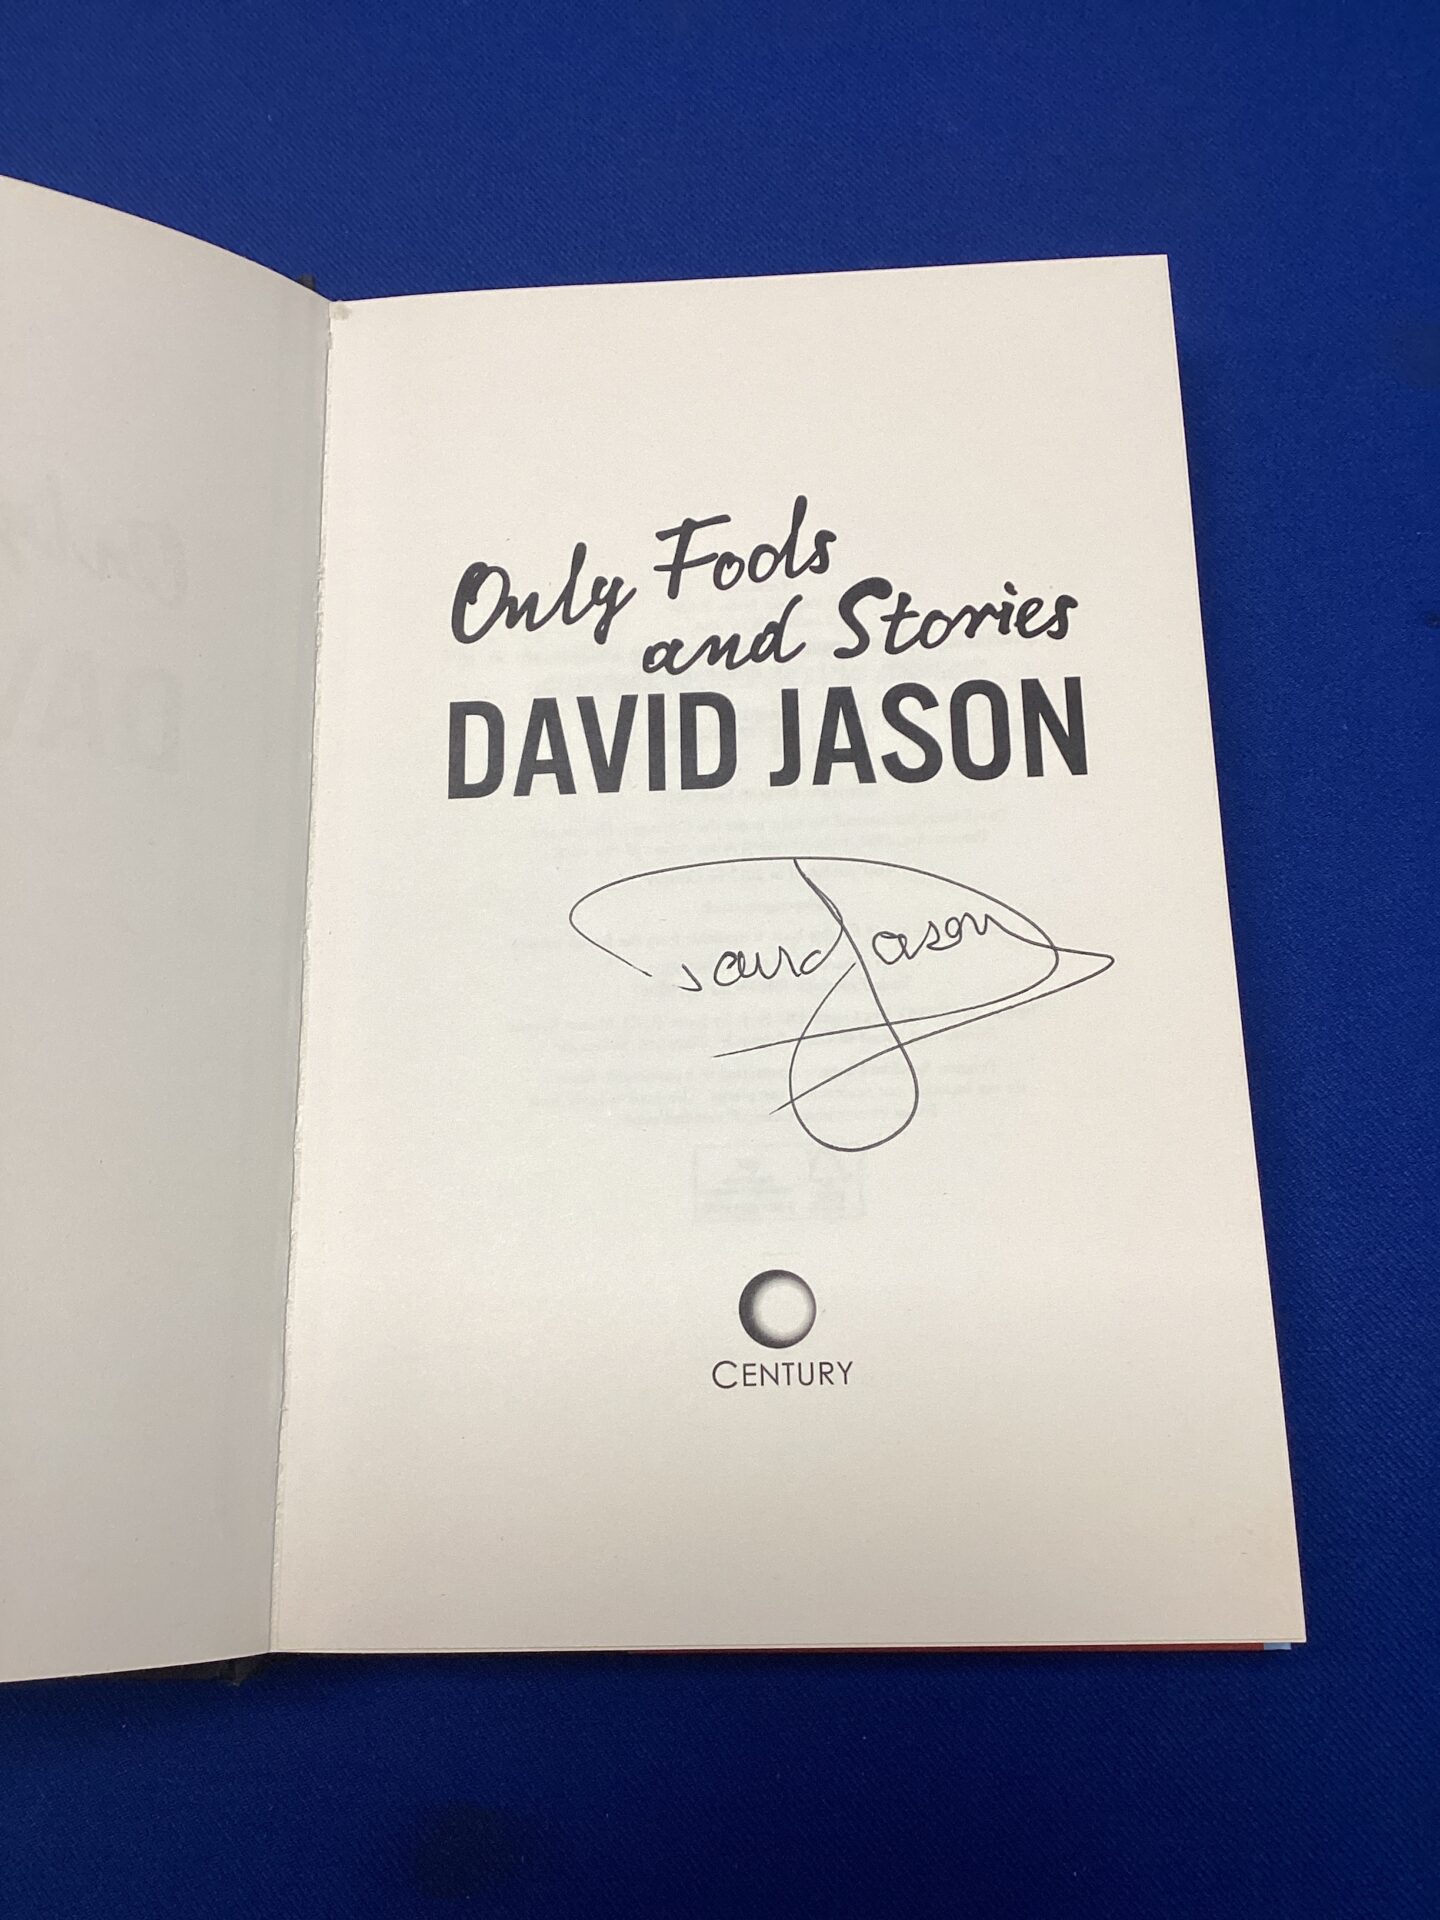 Only Fools
and Stories
DAVID JASON
David Jason
CENTURY